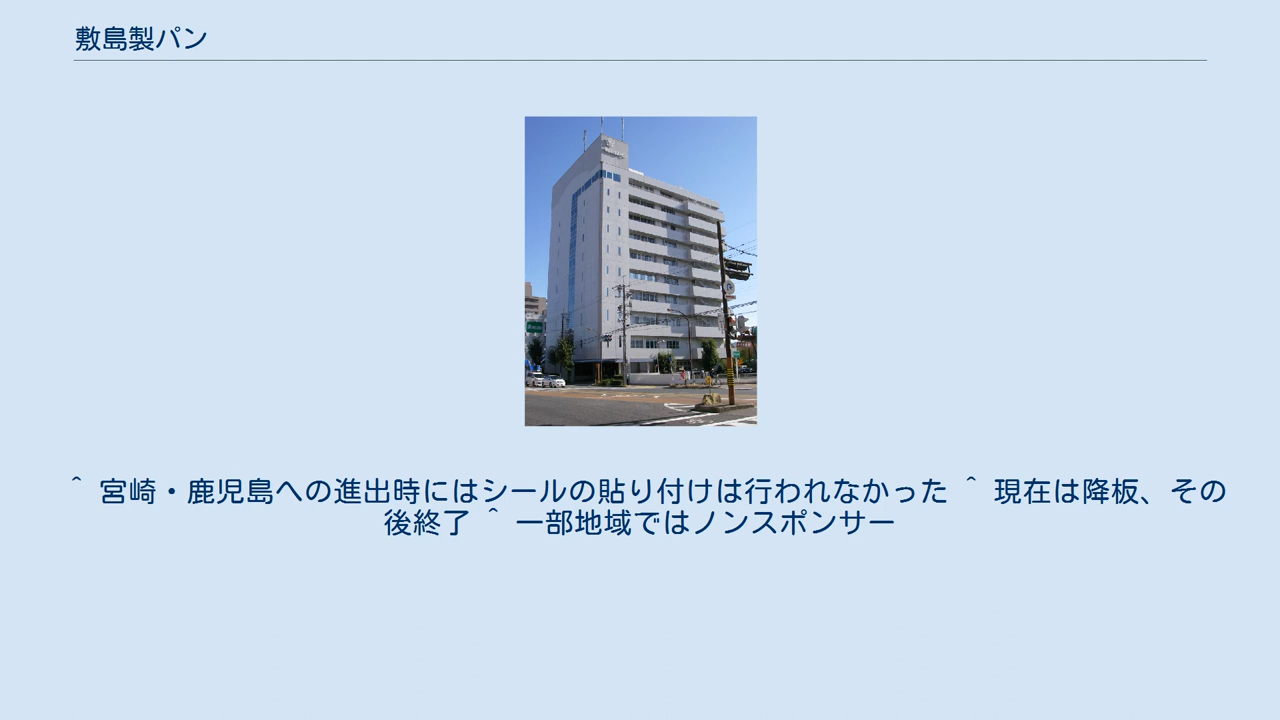 敷島製パン
^ 宮崎・鹿児島への進出時にはシールの貼り付けは行われなかった ^ 現在は降板、その
後終了 ^ 一部地域ではノンスポンサー